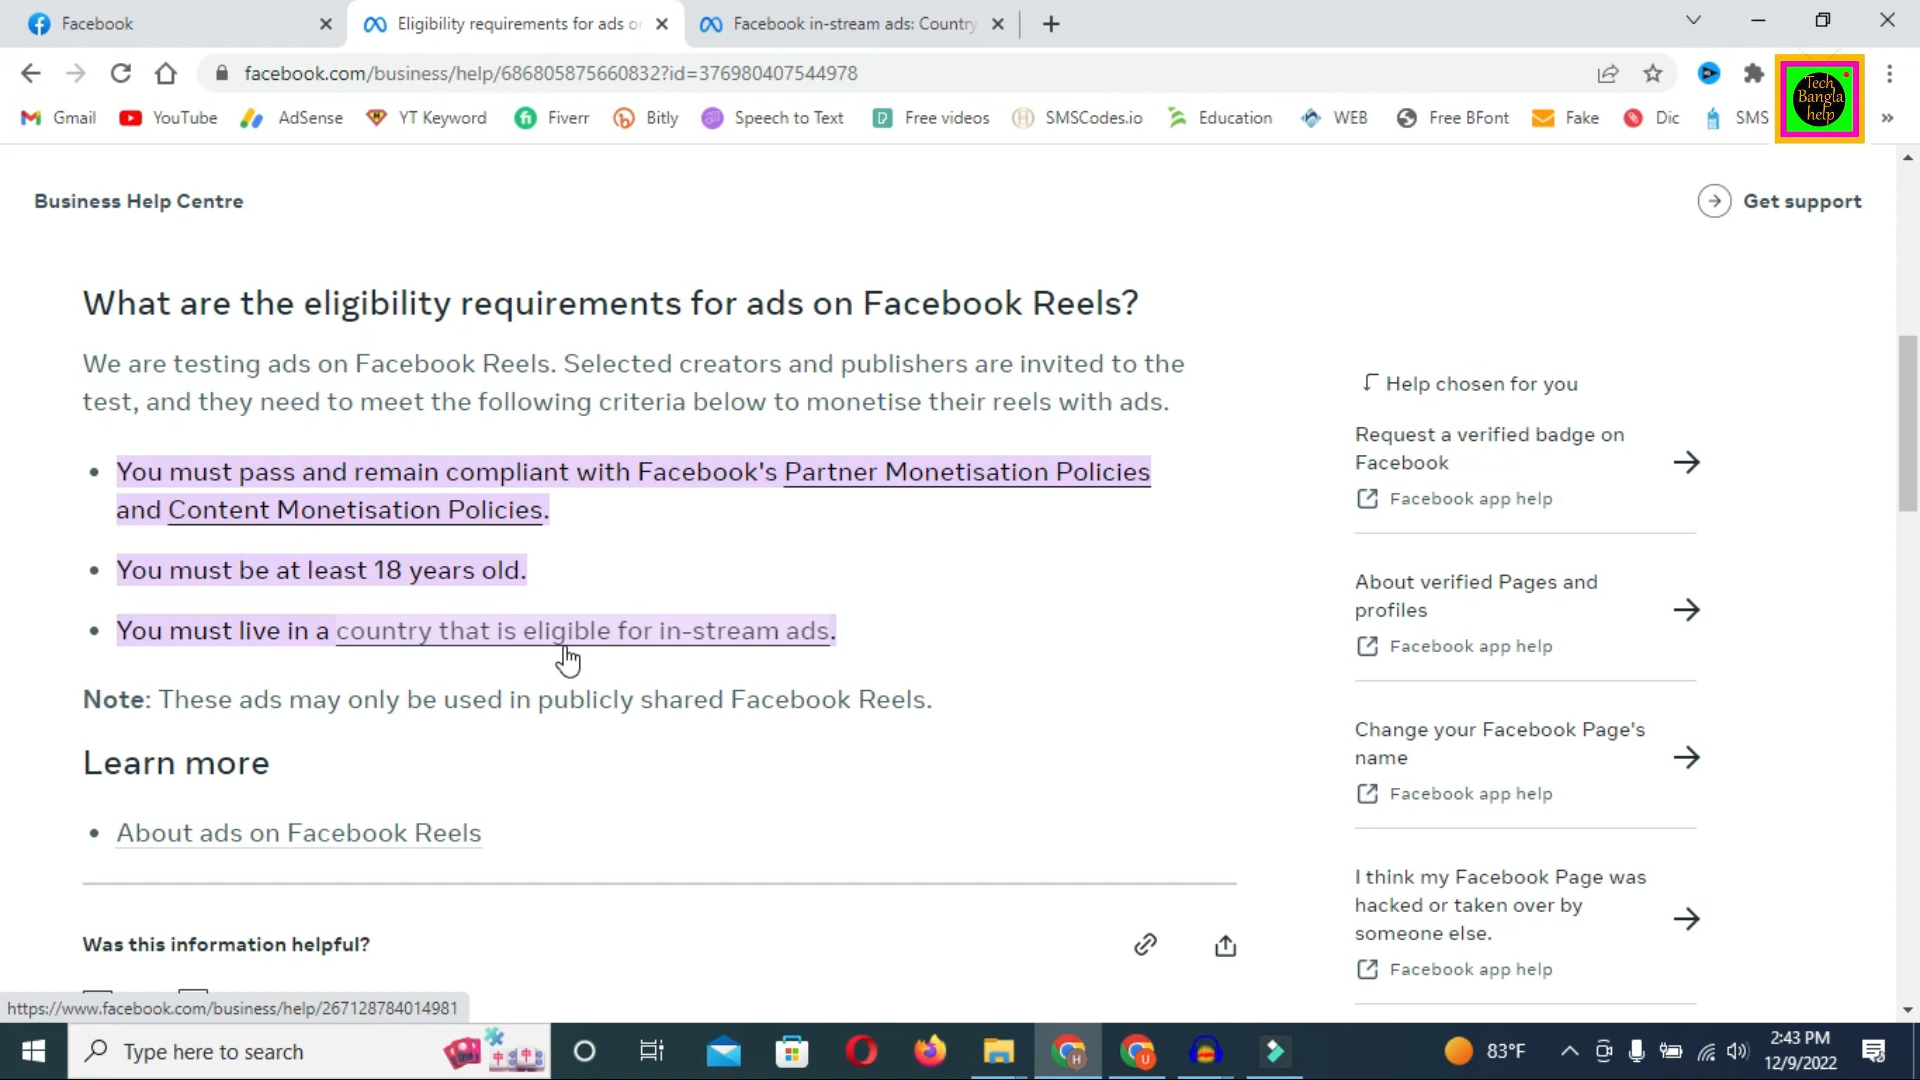 Facebook
Eligibility requirements for ads o
Facebook in-stream ads: Country
facebook.com/business/help/686805875660832?id=376980407544978
Tech
Bangla
help
Gmail YouTube AdSense YT Keyword Fiverr Bitly Speech to Text Free videos SMSCodes.io Education WEB Free BFont Fake Dic SMS
Business Help Centre
Get support
What are the eligibility requirements for ads on Facebook Reels?
We are testing ads on Facebook Reels. Selected creators and publishers are invited to the
test, and they need to meet the following criteria below to monetise their reels with ads.
You must pass and remain compliant with Facebook's Partner Monetisation Policies
and Content Monetisation Policies.
You must be at least 18 years old.
You must live in a country that is eligible for in-stream ads.
Note: These ads may only be used in publicly shared Facebook Reels.
Learn more
About ads on Facebook Reels
Was this information helpful?
Help chosen for you
Request a verified badge on
Facebook
Facebook app help
About verified Pages and
profiles
Facebook app help
Change your Facebook Page's
name
Facebook app help
I think my Facebook Page was
hacked or taken over by
someone else.
Facebook app help
https://www.facebook.com/business/help/267128784014981
Type here to search
83°F
2:43 PM
12/9/2022